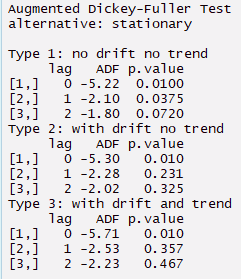 Augmented Dickey-Fuller Test
alternative: stationary
Type 1: no drift no trend
lag ADF p.value
[1,] 0 -5.22 0.0100
[2,] 1 -2.10 0.0375
[3,] 2 -1.80 0.0720
Type 2: with drift no trend
lag ADF p.value
[1,] 0 -5.30 0.010
[2,] 1 -2.28 0.231
[3,] 2 -2.02 0.325
Type 3: with drift and trend
lag ADF p.value
[1,] 0 -5.71 0.010
[2,] 1 -2.53 0.357
[3,] 2 -2.23 0.467